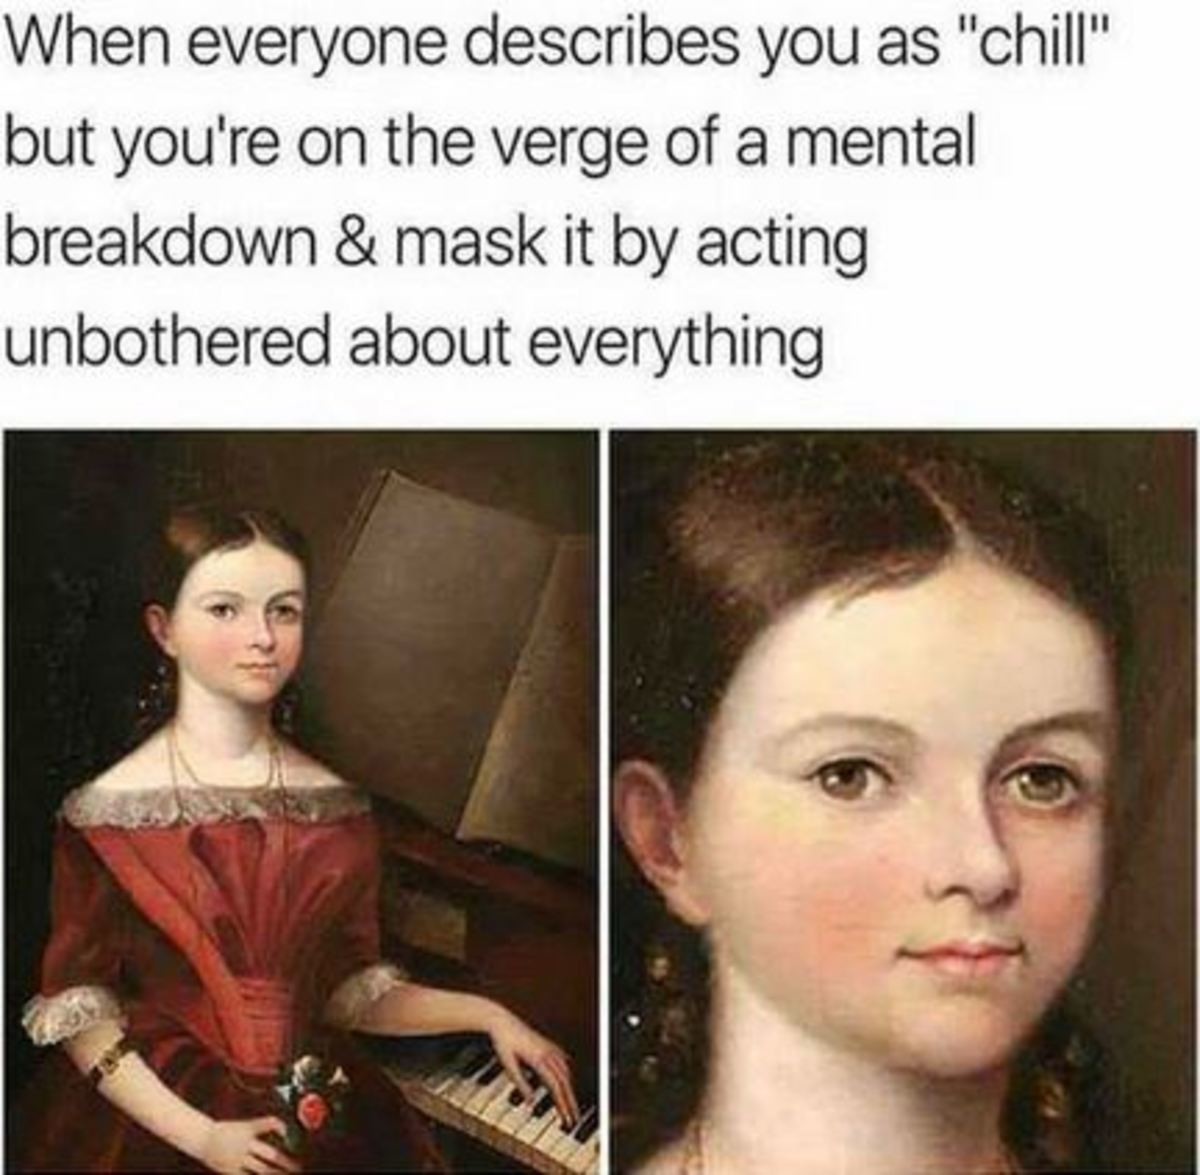 When everyone describes you as "chill"
but you're on the verge of a mental
breakdown & mask it by acting
unbothered about everything